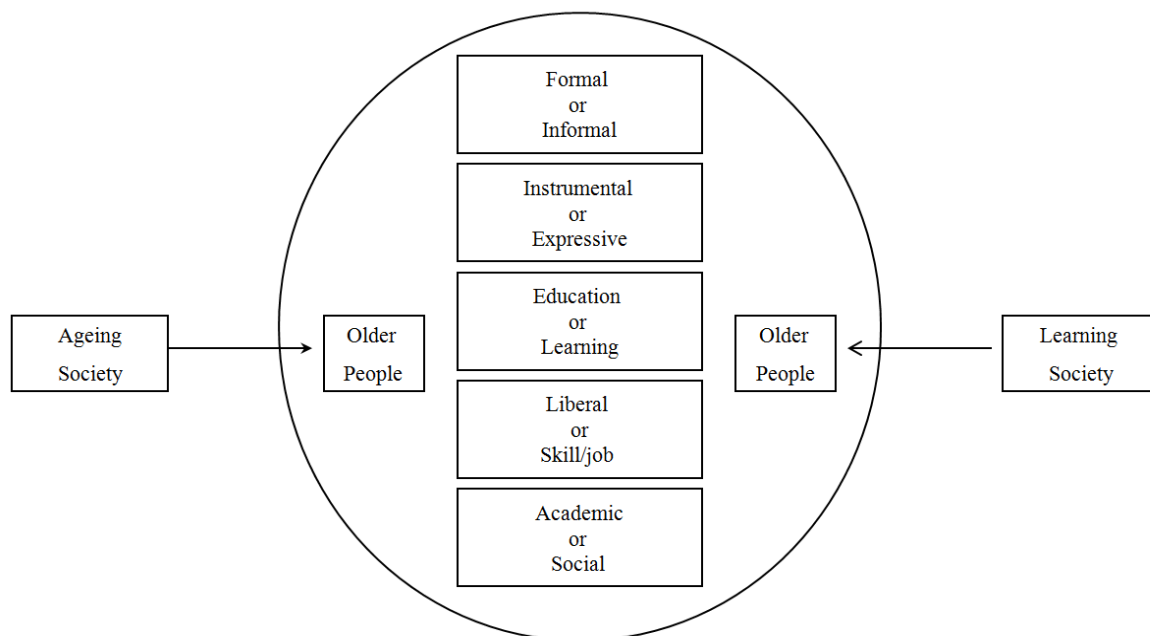 Formal
or
Informal
Instrumental
or
Expressive
Education
or
Learning
Liberal
or
Skill/job
Academic
or
Social
Ageing
Society
Older
People
Older
People
Learning
Society